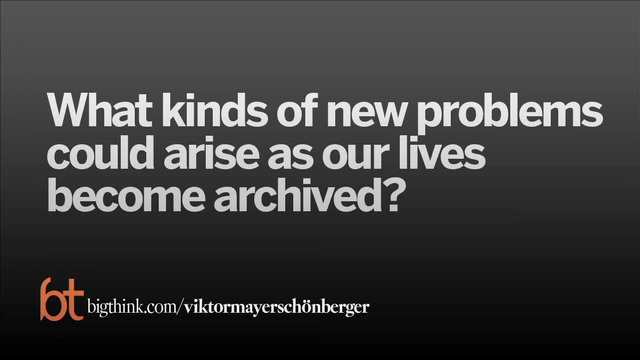 What kinds of new problems
could arise as our lives
become archived?
bt bigthink.com/viktormayerschönberger